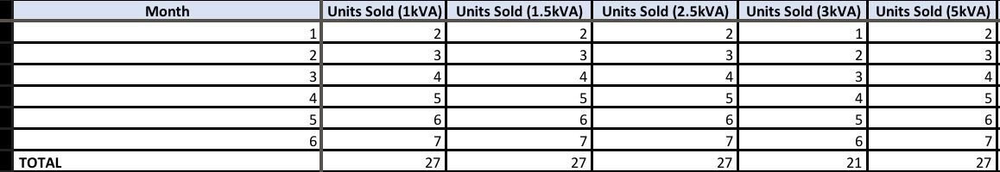 Month Units Sold (1kVA) Units Sold (1.5kVA) Units Sold (2.5kVA) Units Sold (3kVA) Units Sold (5kVA)
1 2 2 2 1 2
2 3 3 3 2 3
3 4 4 4 3 4
4 5 5 5 4 5
5 6 6 6 5 6
6 7 7 7 6 7
TOTAL 27 27 27 21 27